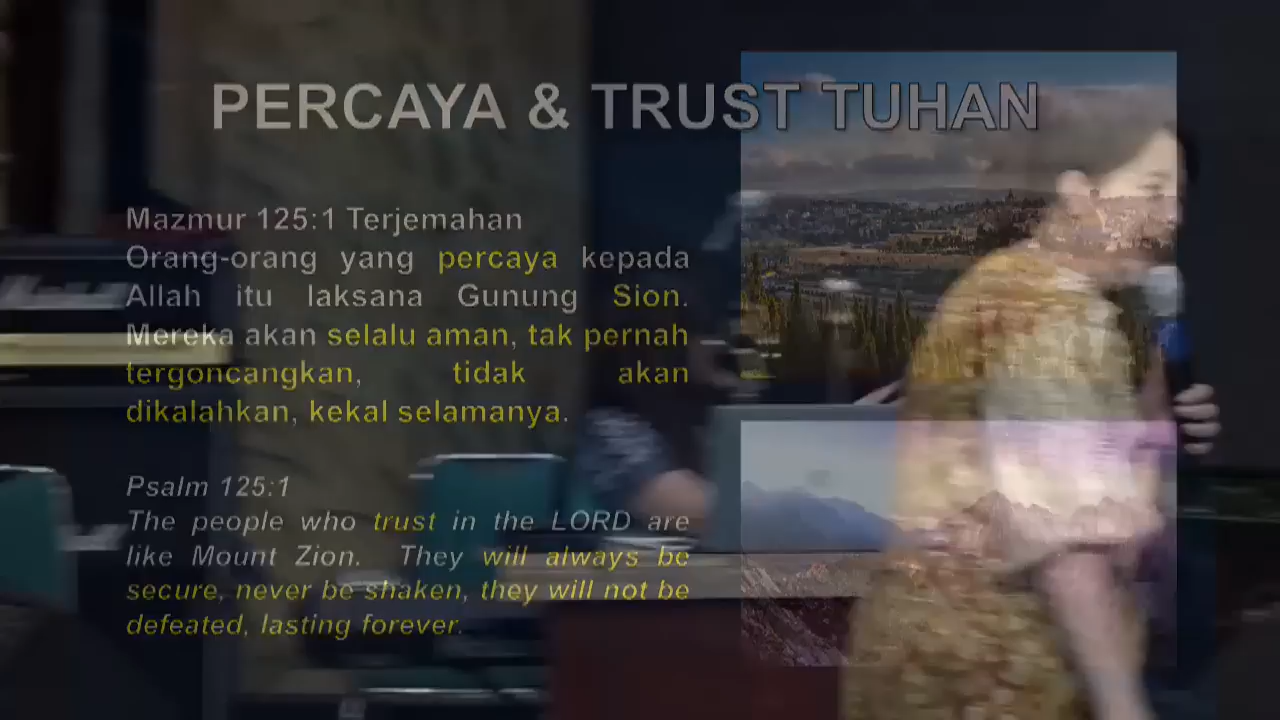 PERCAYA & TRUST TUHAN
Mazmur 125:1 Terjemahan
Orang-orang yang percaya kepada
Allah itu laksana Gunung Sion.
Mereka akan selalu aman, tak pernah
tergoncangkan, tidak akan
dikalahkan, kekal selamanya.
Psalm 125:1
The people who trust in the LORD are
like Mount Zion. They will always be
secure, never be shaken, they will not be
defeated, lasting forever.